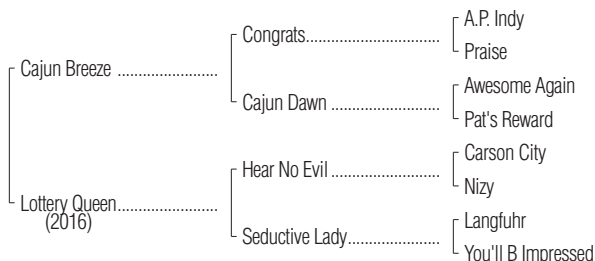 A.P. Indy
Congrats..............................
Praise
Cajun Breeze .......................
Awesome Again
Cajun Dawn .........................
Pat's Reward
Carson City
Hear No Evil .........................
Nizy
Lottery Queen.......................
(2016)
Langfuhr
Seductive Lady.....................
You'll B Impressed